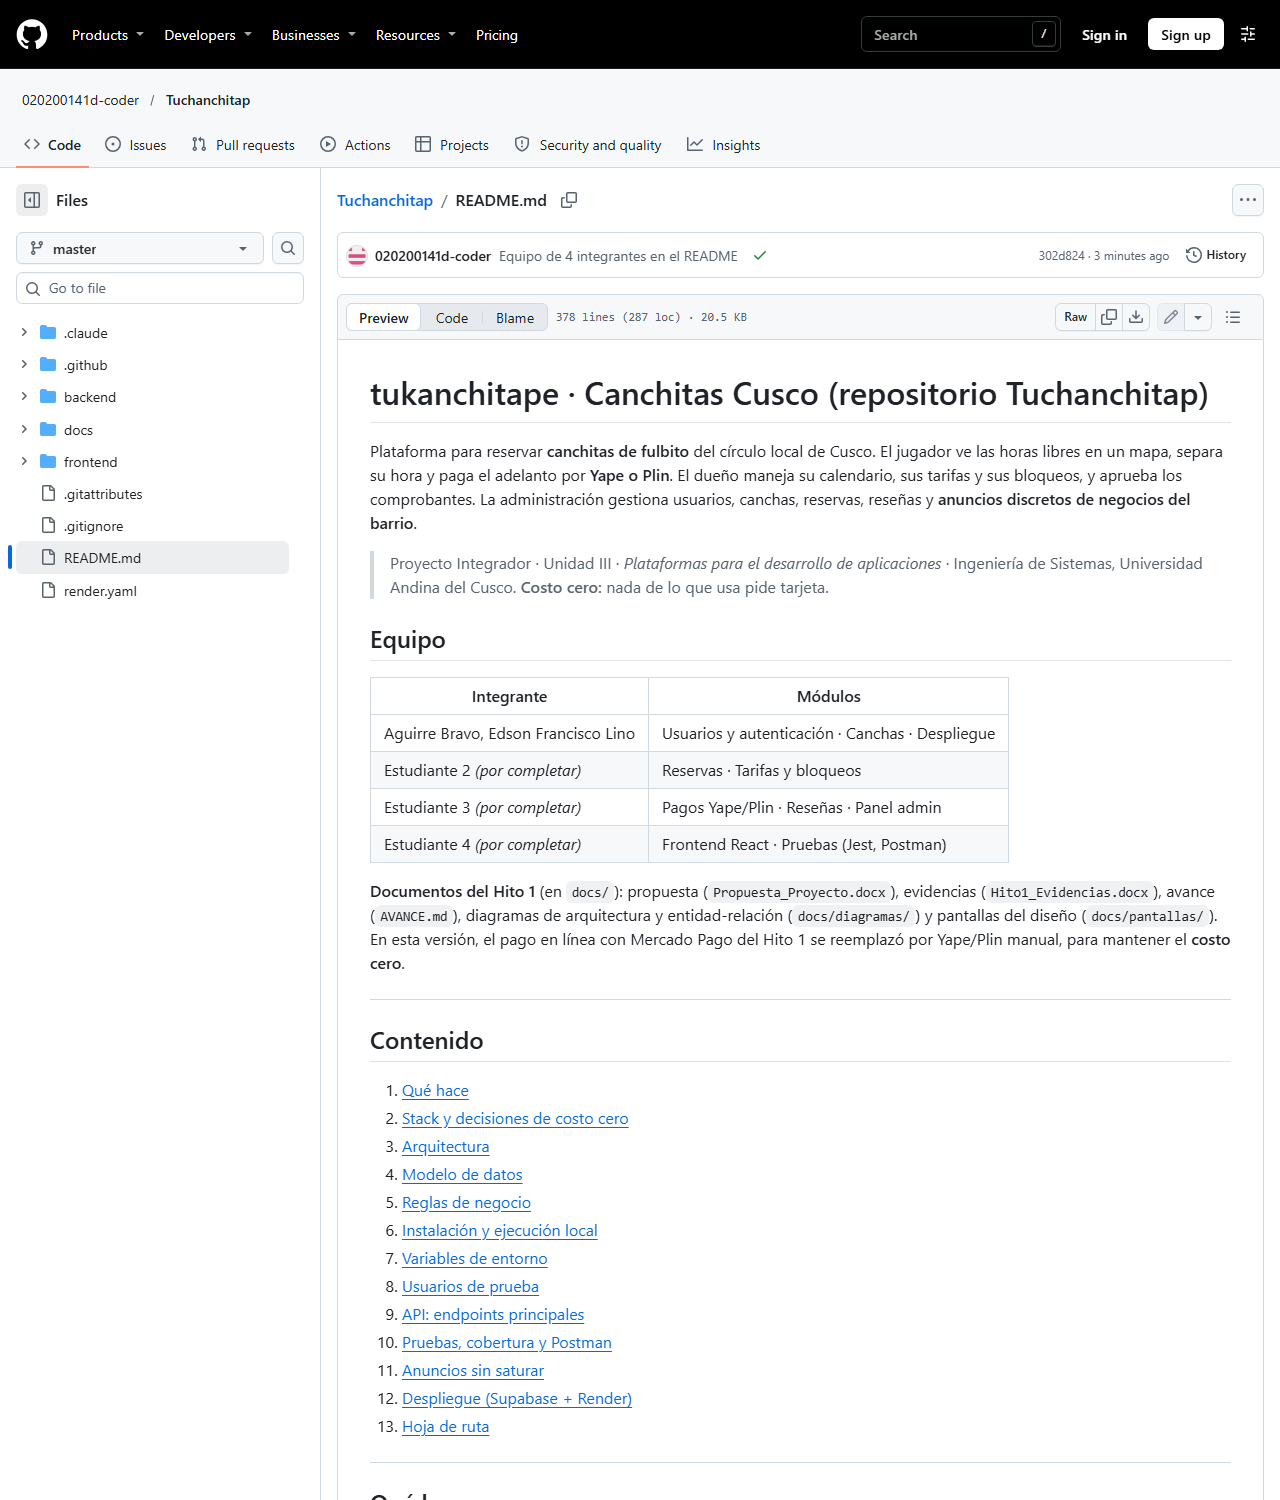 Products Developers Businesses Resources Pricing Search / Sign in Sign up
020200141d-coder / Tuchanchitap
Code Issues Pull requests Actions Projects Security and quality Insights
Files
master
Go to file
.claude
.github
backend
docs
frontend
.gitattributes
.gitignore
README.md
render.yaml
Tuchanchitap / README.md
020200141d-coder Equipo de 4 integrantes en el README 302d824 · 3 minutes ago History
Preview Code Blame 378 lines (287 loc) · 20.5 KB Raw
tukanchitape · Canchitas Cusco (repositorio Tuchanchitap)
Plataforma para reservar canchitas de fulbito del círculo local de Cusco. El jugador ve las horas libres en un mapa, separa
su hora y paga el adelanto por Yape o Plin. El dueño maneja su calendario, sus tarifas y sus bloqueos, y aprueba los
comprobantes. La administración gestiona usuarios, canchas, reservas, reseñas y anuncios discretos de negocios del
barrio.
Proyecto Integrador · Unidad III · Plataformas para el desarrollo de aplicaciones · Ingeniería de Sistemas, Universidad
Andina del Cusco. Costo cero: nada de lo que usa pide tarjeta.
Equipo
Integrante Módulos
Aguirre Bravo, Edson Francisco Lino Usuarios y autenticación · Canchas · Despliegue
Estudiante 2 (por completar) Reservas · Tarifas y bloqueos
Estudiante 3 (por completar) Pagos Yape/Plin · Reseñas · Panel admin
Estudiante 4 (por completar) Frontend React · Pruebas (Jest, Postman)
Documentos del Hito 1 (en docs/): propuesta (Propuesta_Proyecto.docx), evidencias (Hito1_Evidencias.docx), avance
(AVANCE.md), diagramas de arquitectura y entidad-relación (docs/diagramas/) y pantallas del diseño (docs/pantallas/).
En esta versión, el pago en línea con Mercado Pago del Hito 1 se reemplazó por Yape/Plin manual, para mantener el costo
cero.
Contenido
1. Qué hace
2. Stack y decisiones de costo cero
3. Arquitectura
4. Modelo de datos
5. Reglas de negocio
6. Instalación y ejecución local
7. Variables de entorno
8. Usuarios de prueba
9. API: endpoints principales
10. Pruebas, cobertura y Postman
11. Anuncios sin saturar
12. Despliegue (Supabase + Render)
13. Hoja de ruta